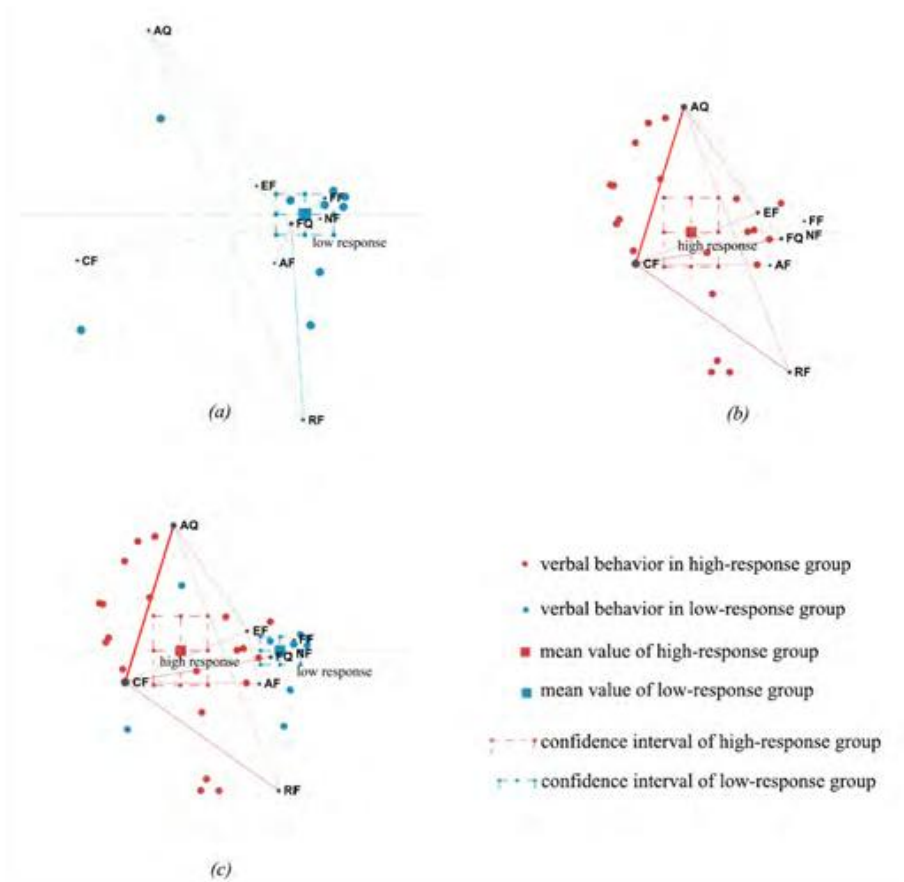 AQ
EF
FF
NF
FQ
low response
CF
AF
RF
(a)
AQ
EF
FF
FQ
NF
high response
CF
AF
RF
(b)
AQ
EF
FF
NF
FQ
high response
low response
CF
AF
RF
(c)
verbal behavior in high-response group
verbal behavior in low-response group
mean value of high-response group
mean value of low-response group
confidence interval of high-response group
confidence interval of low-response group